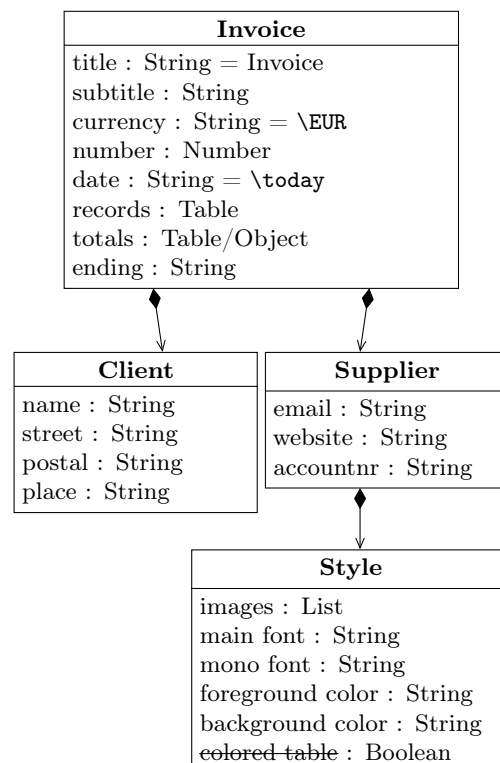 Invoice
title : String = Invoice
subtitle : String
currency : String = \EUR
number : Number
date : String = \today
records : Table
totals : Table/Object
ending : String
Client
name : String
street : String
postal : String
place : String
Supplier
email : String
website : String
accountnr : String
Style
images : List
main font : String
mono font : String
foreground color : String
background color : String
colored table : Boolean